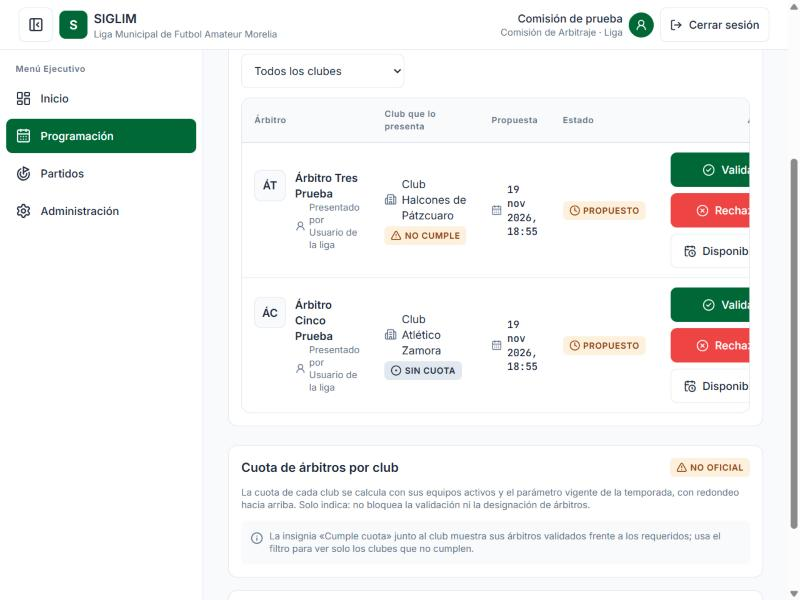 SIGLIM
Liga Municipal de Futbol Amateur Morelia
Comisión de prueba
Comisión de Arbitraje · Liga
Cerrar sesión
S
Menú Ejecutivo
Inicio
Programación
Partidos
Administración
Todos los clubes
Árbitro
Club que lo
presenta
Propuesta
Estado
ÁT
Árbitro Tres
Prueba
Presentado
por
Usuario de
la liga
Club
Halcones de
Pátzcuaro
NO CUMPLE
19
nov
2026,
18:55
PROPUESTO
Valida
Rechaz
Disponib
ÁC
Árbitro
Cinco
Prueba
Presentado
por
Usuario de
la liga
Club
Atlético
Zamora
SIN CUOTA
19
nov
2026,
18:55
PROPUESTO
Valida
Rechaz
Disponib
Cuota de árbitros por club
NO OFICIAL
La cuota de cada club se calcula con sus equipos activos y el parámetro vigente de la temporada, con redondeo
hacia arriba. Solo indica: no bloquea la validación ni la designación de árbitros.
La insignia «Cumple cuota» junto al club muestra sus árbitros validados frente a los requeridos; usa el
filtro para ver solo los clubes que no cumplen.